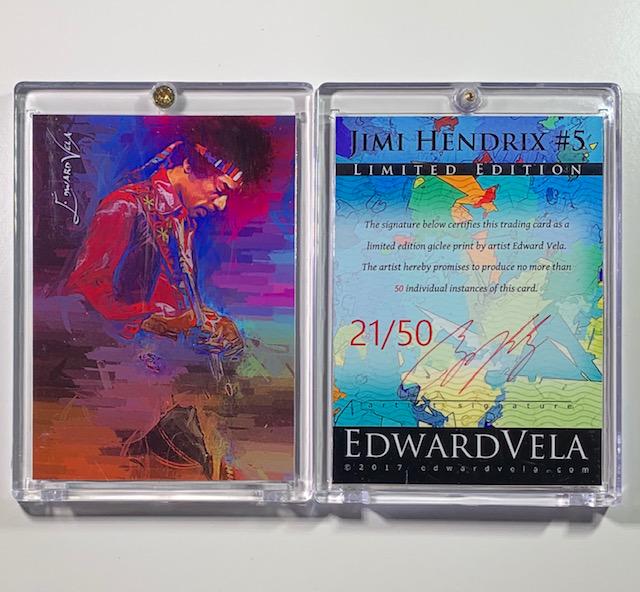 Edward Vela
JIMI HENDRIX #5
LIMITED EDITION
The signature below certifies this trading card as a
limited edition giclee print by artist Edward Vela.
The artist hereby promises to produce no more than
50 individual instances of this card.
21/50
artist signature
EDWARDVELA
©2017 edwardvela.com